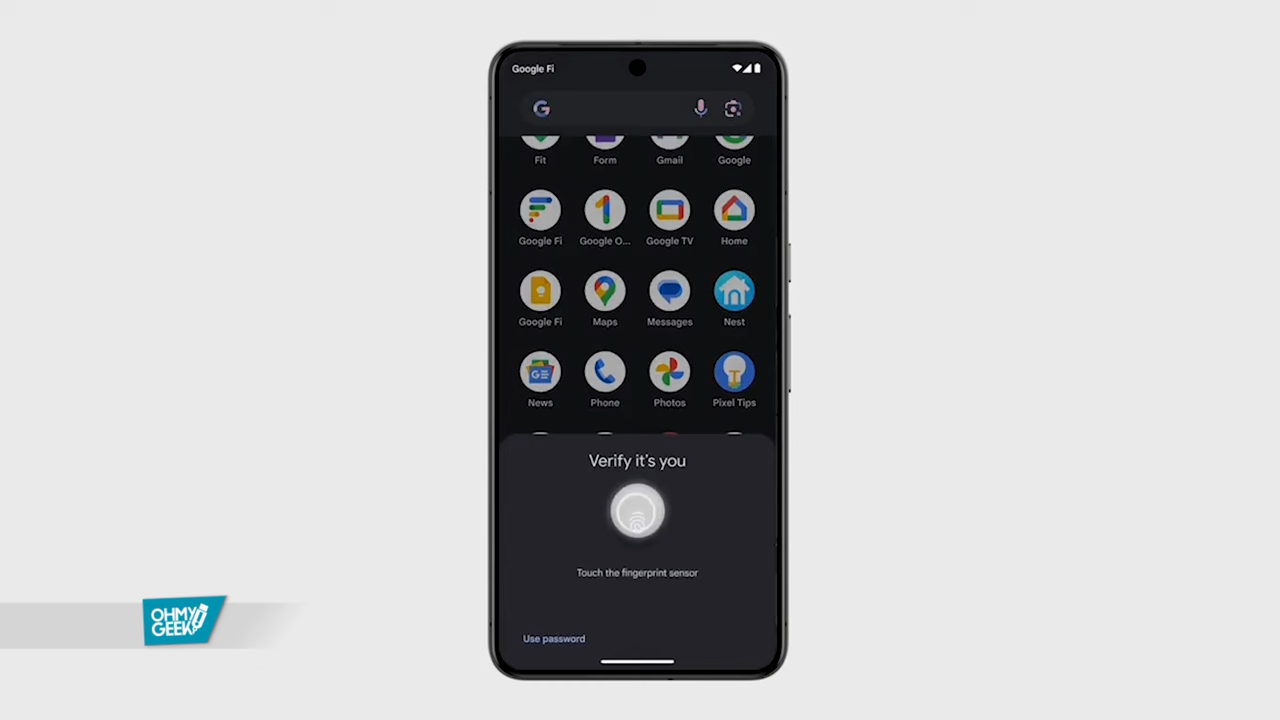 Google Fi
Fit
Form
Gmail
Google
Google Fi
Google O...
Google TV
Home
Google Fi
Maps
Messages
Nest
News
Phone
Photos
Pixel Tips
Verify it's you
Touch the fingerprint sensor
Use password
OHMY
GEEK